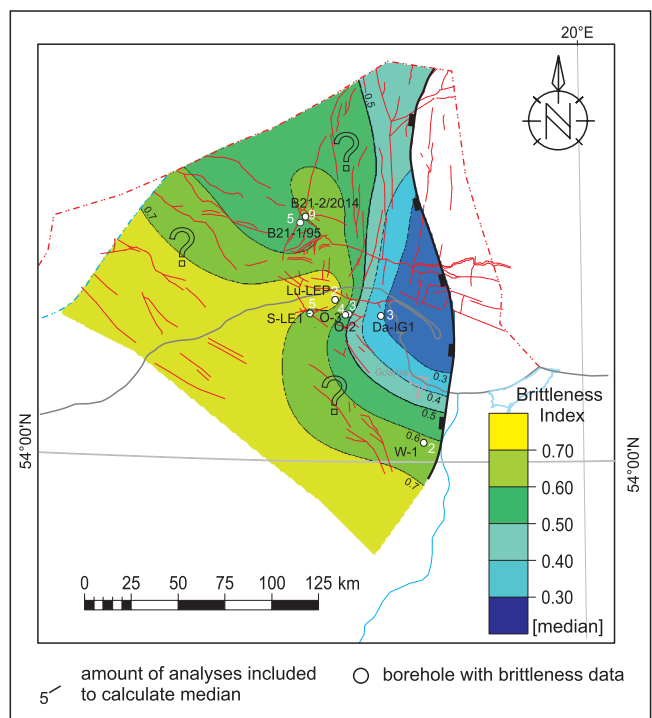 20°E
N
0.5
?
B21-2/2014
5 9
B21-1/95
0.7
?
Lu-LEP
5
S-LE1
O-3
4 3
O-2
3
Da-IG1
0.3
0.4
0.5
?
0.6
W-1
2
0.7
54°00'N
54°00'N
Brittleness
Index
0.70
0.60
0.50
0.40
0.30
[median]
0 25 50 75 100 125 km
5
amount of analyses included
to calculate median
borehole with brittleness data